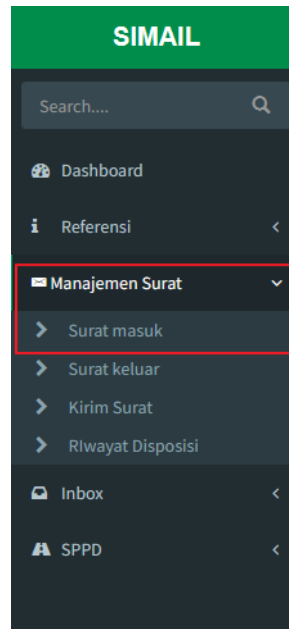 SIMAIL
Search....
Dashboard
Referensi
Manajemen Surat
Surat masuk
Surat keluar
Kirim Surat
RIwayat Disposisi
Inbox
SPPD